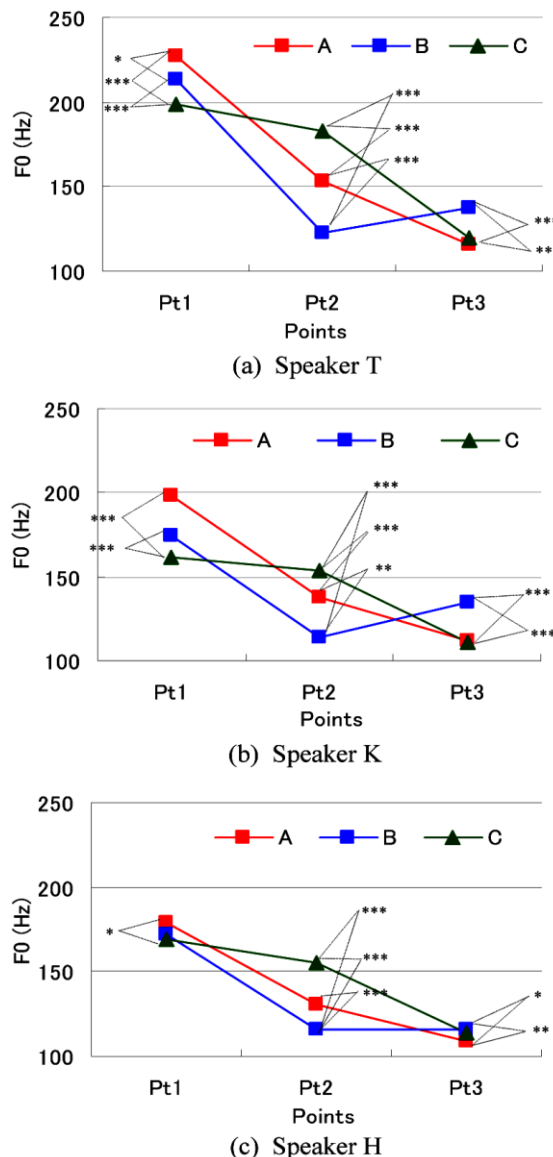 250
A B C
*
***
***
200
***
***
***
F0 (Hz)
150
***
**
100
Pt1 Pt2 Pt3
Points
(a) Speaker T
250
A B C
200
***
***
***
***
**
F0 (Hz)
150
***
***
100
Pt1 Pt2 Pt3
Points
(b) Speaker K
250
A B C
200
***
*
***
***
F0 (Hz)
150
*
**
100
Pt1 Pt2 Pt3
Points
(c) Speaker H